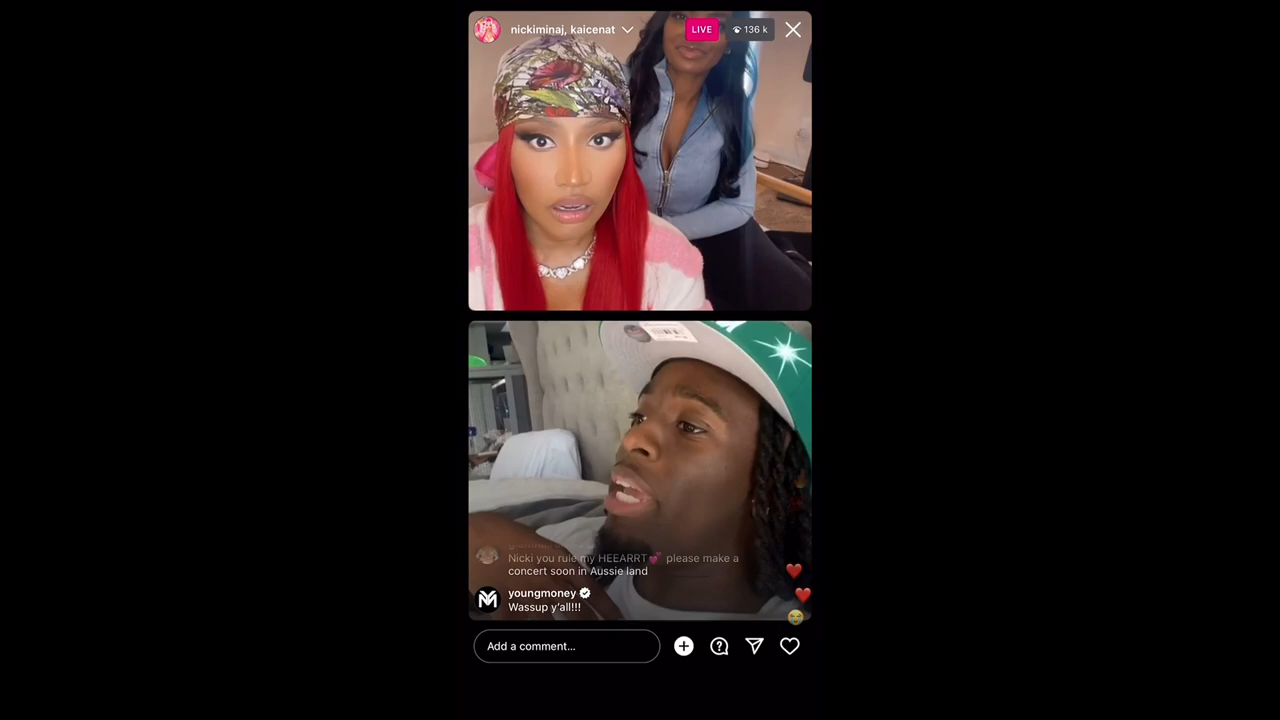 nickiminaj, kaicenat
LIVE
136 k
Nicki you rule my HEEARRT💕 please make a
concert soon in Aussie land
youngmoney
Wassup y'all!!!
Add a comment...